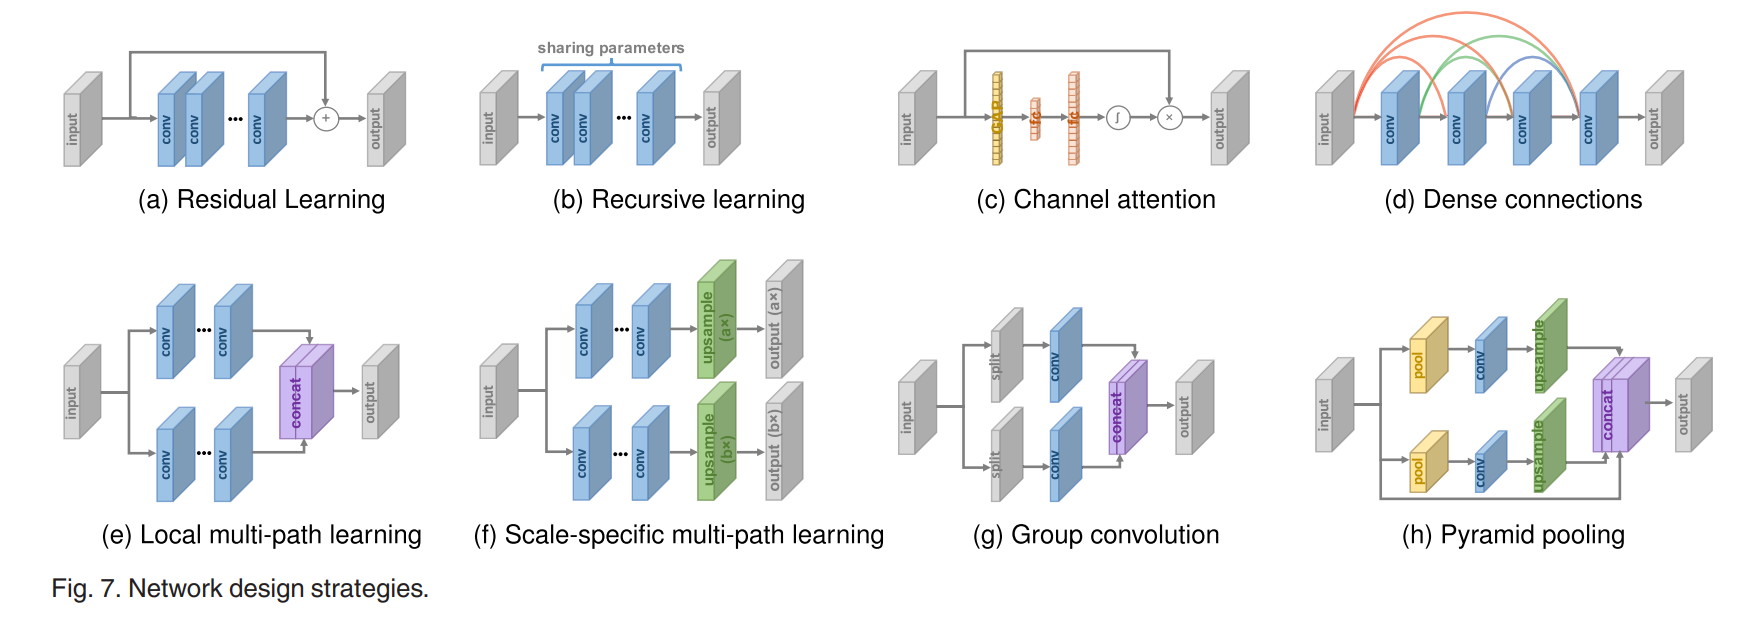 sharing parameters
input conv conv ... conv + output
input conv conv ... conv output
input GAP fc fc ∫ × output
input conv conv conv conv output
(a) Residual Learning
(b) Recursive learning
(c) Channel attention
(d) Dense connections
input conv ... conv conv ... conv concat output
input conv ... conv upsample (a×) output (a×) conv ... conv upsample (b×) output (b×)
input split conv split conv concat output
input pool conv upsample pool conv upsample concat output
(e) Local multi-path learning
(f) Scale-specific multi-path learning
(g) Group convolution
(h) Pyramid pooling
Fig. 7. Network design strategies.